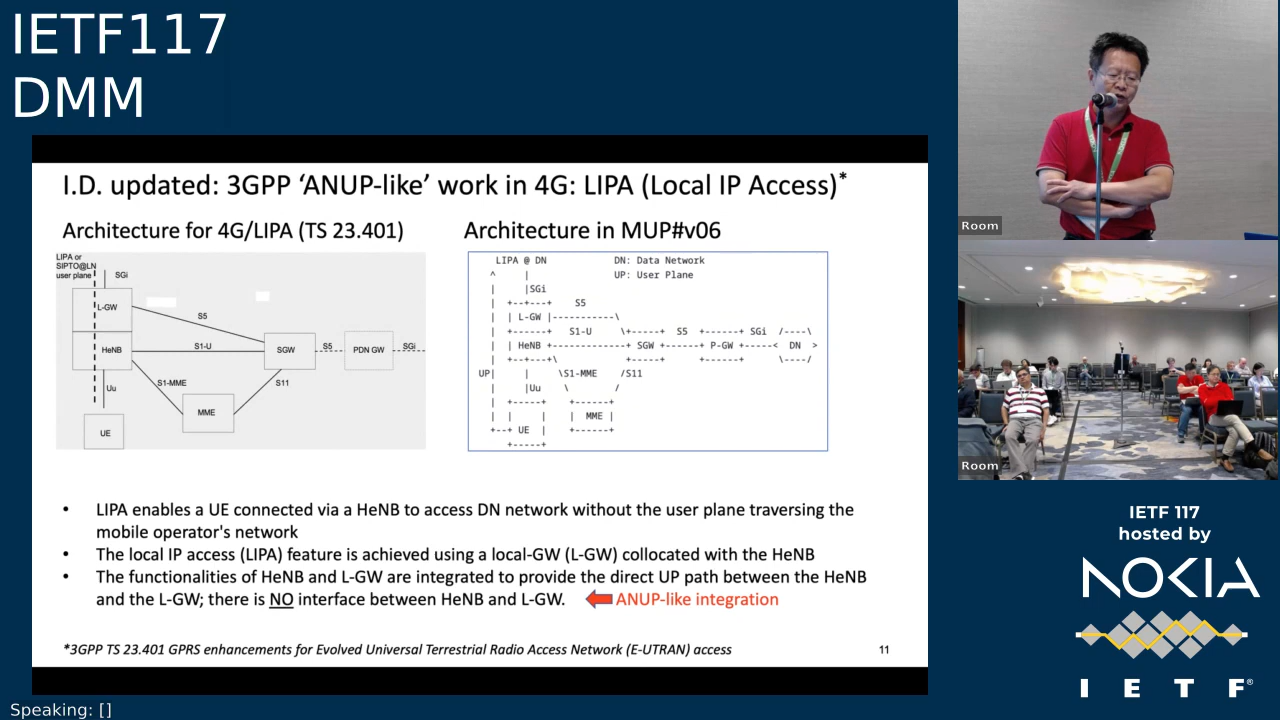 IETF117
DMM
I.D. updated: 3GPP ‘ANUP-like’ work in 4G: LIPA (Local IP Access)*
Architecture for 4G/LIPA (TS 23.401)
LIPA or
SIPTO@LN
user plane
SGi
L-GW
S5
HeNB
S1-U
SGW
S5
PDN GW
SGi
Uu
S1-MME
S11
MME
UE
Architecture in MUP#v06
LIPA @ DN DN: Data Network
^ | UP: User Plane
| |SGi
| +--+---+ S5
| | L-GW |----------\
| +------+ S1-U \+-----+ S5 +------+ SGi /----\
| | HeNB +------------+ SGW +------+ P-GW +-----< DN >
| +--+---+\ +-----+ +------+ \----/
UP| | \S1-MME /S11
| |Uu \ /
| +-----+ +------+
| | | | MME |
+--+ UE | +------+
+-----+
• LIPA enables a UE connected via a HeNB to access DN network without the user plane traversing the
mobile operator's network
• The local IP access (LIPA) feature is achieved using a local-GW (L-GW) collocated with the HeNB
• The functionalities of HeNB and L-GW are integrated to provide the direct UP path between the HeNB
and the L-GW; there is NO interface between HeNB and L-GW. ANUP-like integration
*3GPP TS 23.401 GPRS enhancements for Evolved Universal Terrestrial Radio Access Network (E-UTRAN) access
11
Room
Room
IETF 117
hosted by
NOKIA
I E T F®
Speaking: []